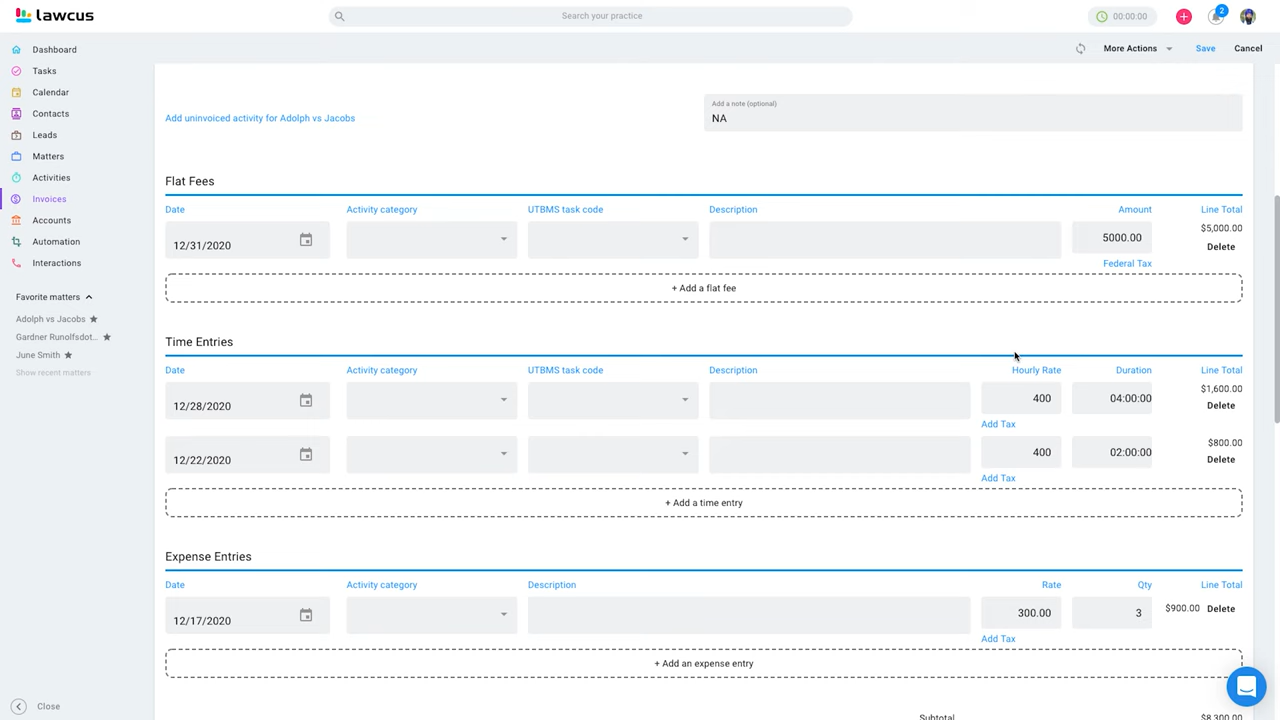 lawcus
Search your practice
00:00:00
2
Dashboard
Tasks
Calendar
Contacts
Leads
Matters
Activities
Invoices
Accounts
Automation
Interactions
Favorite matters
Adolph vs Jacobs
Gardner Runolfsdot..
June Smith
Show recent matters
Close
More Actions
Save
Cancel
Add uninvoiced activity for Adolph vs Jacobs
Add a note (optional)
NA
Flat Fees
Date Activity category UTBMS task code Description Amount Line Total
12/31/2020 5000.00 $5,000.00
Delete
Federal Tax
+ Add a flat fee
Time Entries
Date Activity category UTBMS task code Description Hourly Rate Duration Line Total
12/28/2020 400 04:00:00 $1,600.00
Delete
Add Tax
12/22/2020 400 02:00:00 $800.00
Delete
Add Tax
+ Add a time entry
Expense Entries
Date Activity category Description Rate Qty Line Total
12/17/2020 300.00 3 $900.00 Delete
Add Tax
+ Add an expense entry
Subtotal $8,300.00